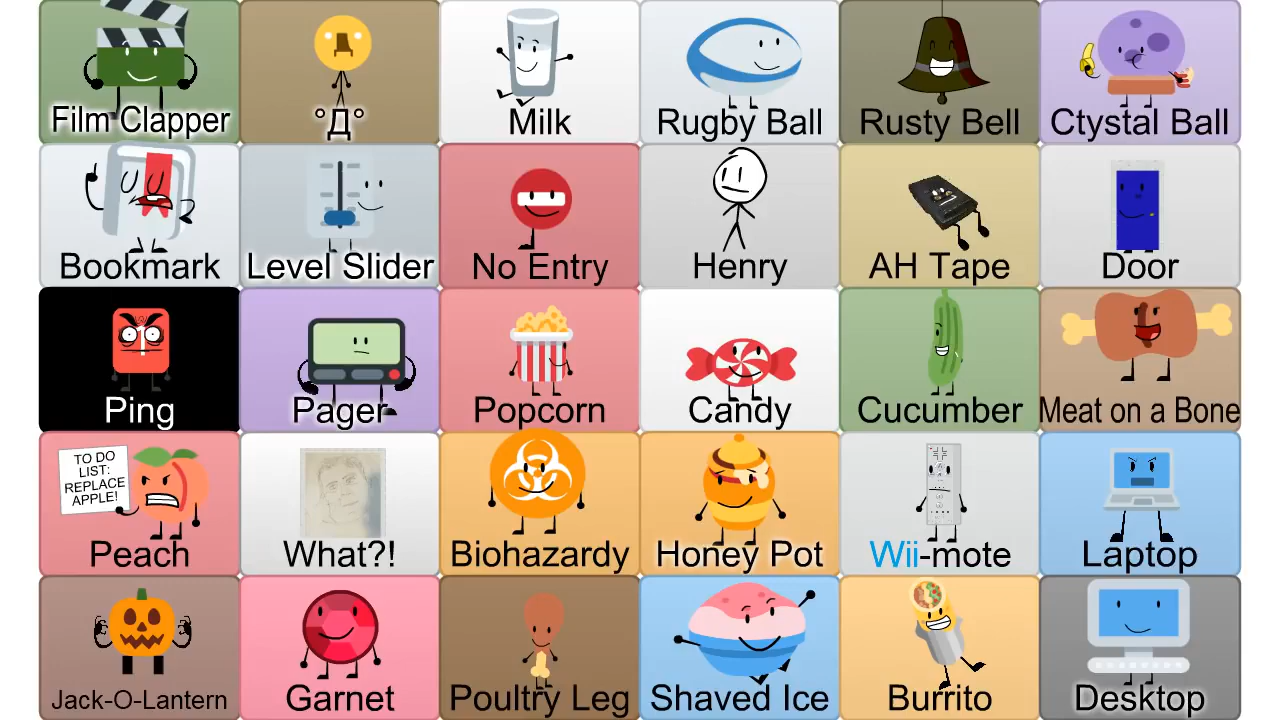 Film Clapper
°Д°
Milk
Rugby Ball
Rusty Bell
Ctystal Ball
Bookmark
Level Slider
No Entry
Henry
AH Tape
Door
Ping
Pager
Popcorn
Candy
Cucumber
Meat on a Bone
TO DO
LIST:
REPLACE
APPLE!
Peach
What?!
Biohazardy
Honey Pot
Wii-mote
Laptop
Jack-O-Lantern
Garnet
Poultry Leg
Shaved Ice
Burrito
Desktop